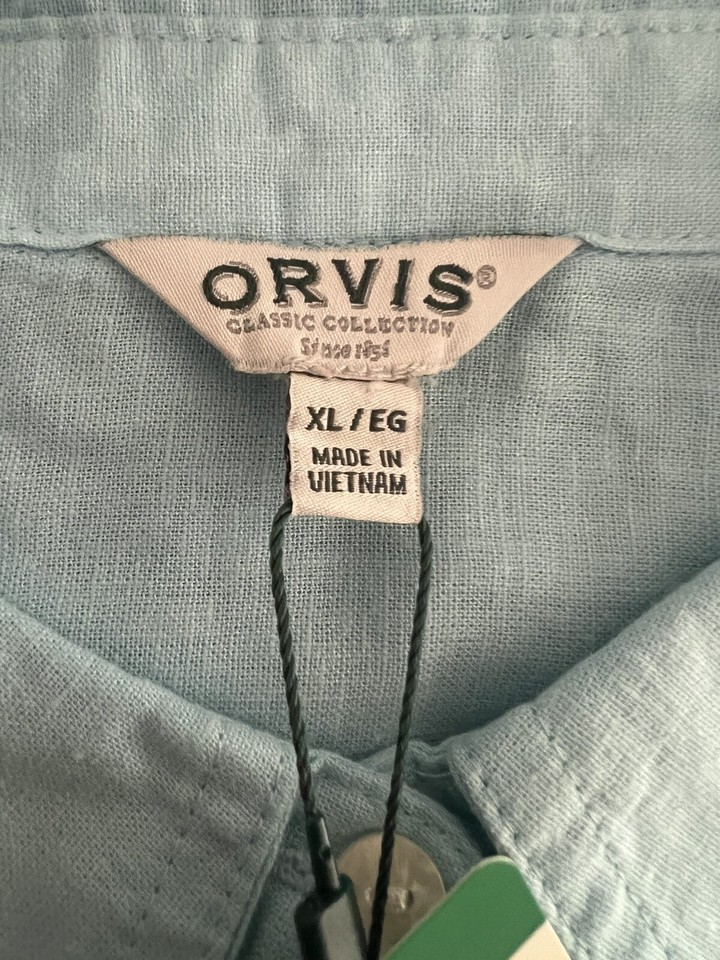 ORVIS®
CLASSIC COLLECTION
Since 1856
XL / EG
MADE IN
VIETNAM